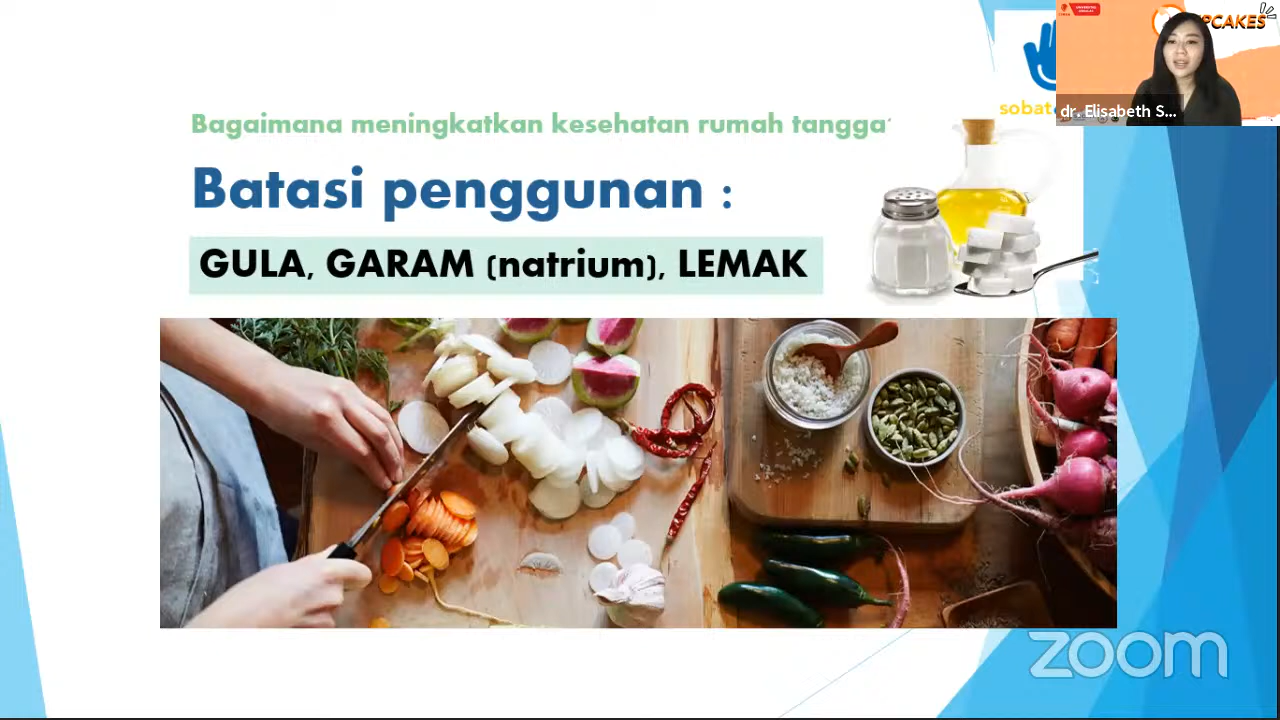 Bagaimana meningkatkan kesehatan rumah tangga
Batasi penggunan :
GULA, GARAM (natrium), LEMAK
dr. Elisabeth S...
zoom